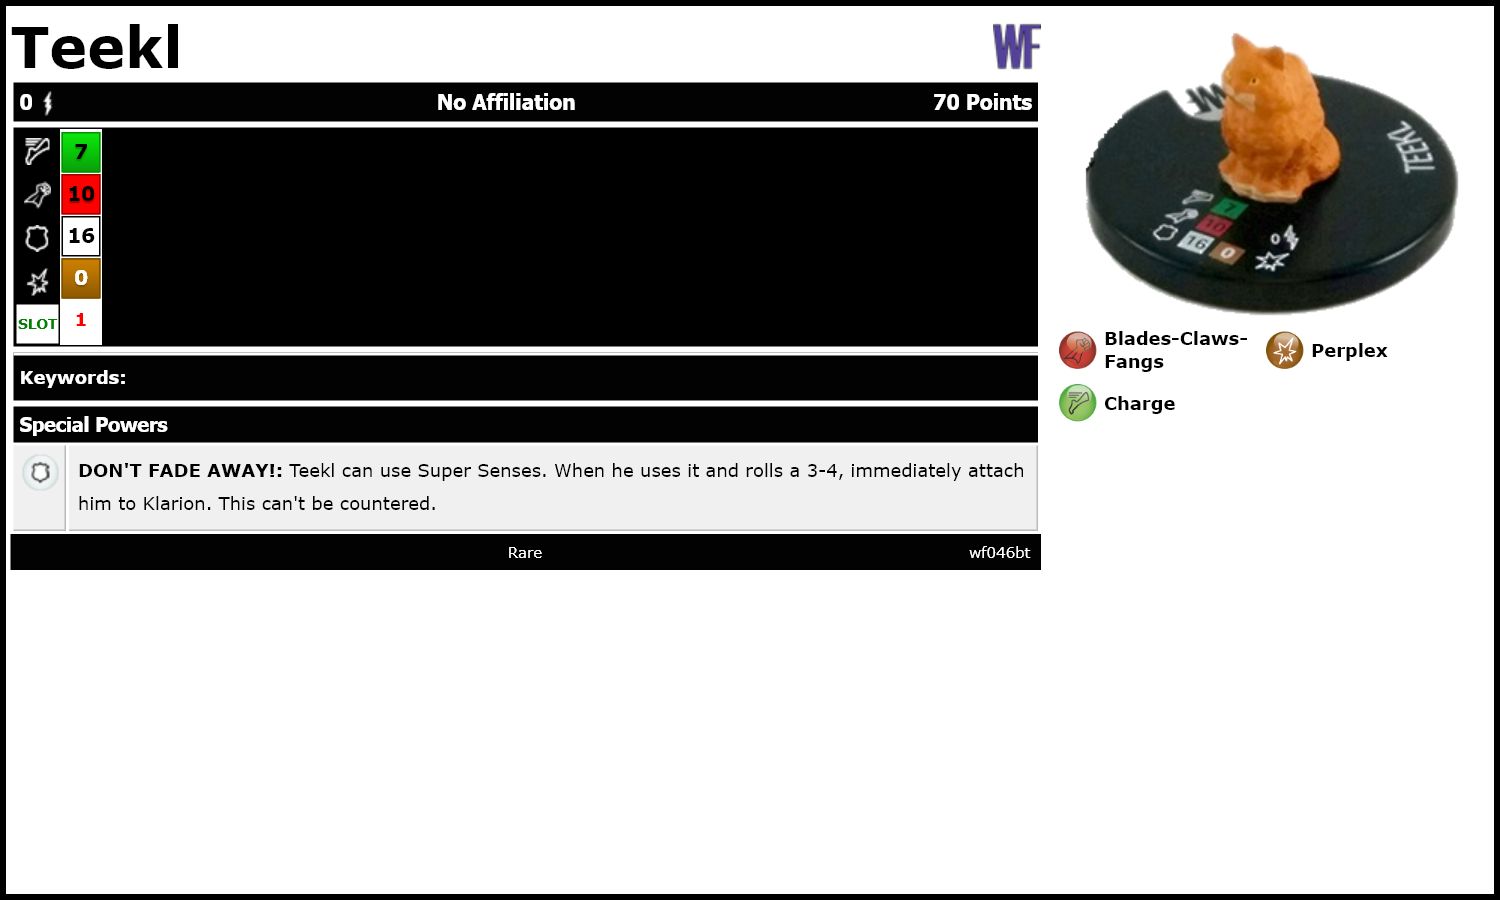 Teekl
WF
0
No Affiliation
70 Points
7
10
16
0
SLOT
1
Keywords:
Special Powers
DON'T FADE AWAY!: Teekl can use Super Senses. When he uses it and rolls a 3-4, immediately attach
him to Klarion. This can't be countered.
Rare
wf046bt
WF
TEEKL
7
10
16
0
0
Blades-Claws-
Fangs
Perplex
Charge